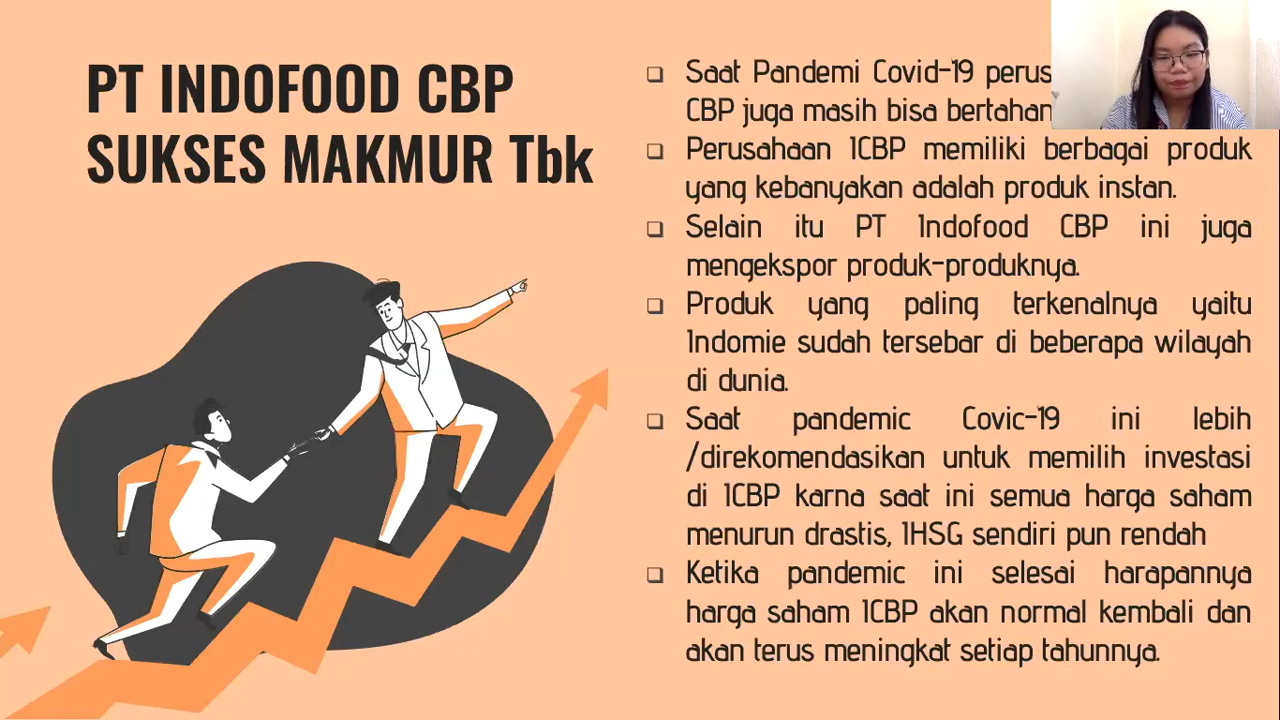 PT INDOFOOD CBP
SUKSES MAKMUR Tbk
Saat Pandemi Covid-19
CBP juga masih bisa bertahan
Perusahaan ICBP memiliki berbagai produk
yang kebanyakan adalah produk instan.
Selain itu PT Indofood CBP ini juga
mengekspor produk-produknya.
Produk yang paling terkenalnya yaitu
Indomie sudah tersebar di beberapa wilayah
di dunia.
Saat pandemic Covic-19 ini lebih
/direkomendasikan untuk memilih investasi
di ICBP karna saat ini semua harga saham
menurun drastis, IHSG sendiri pun rendah
Ketika pandemic ini selesai harapannya
harga saham ICBP akan normal kembali dan
akan terus meningkat setiap tahunnya.